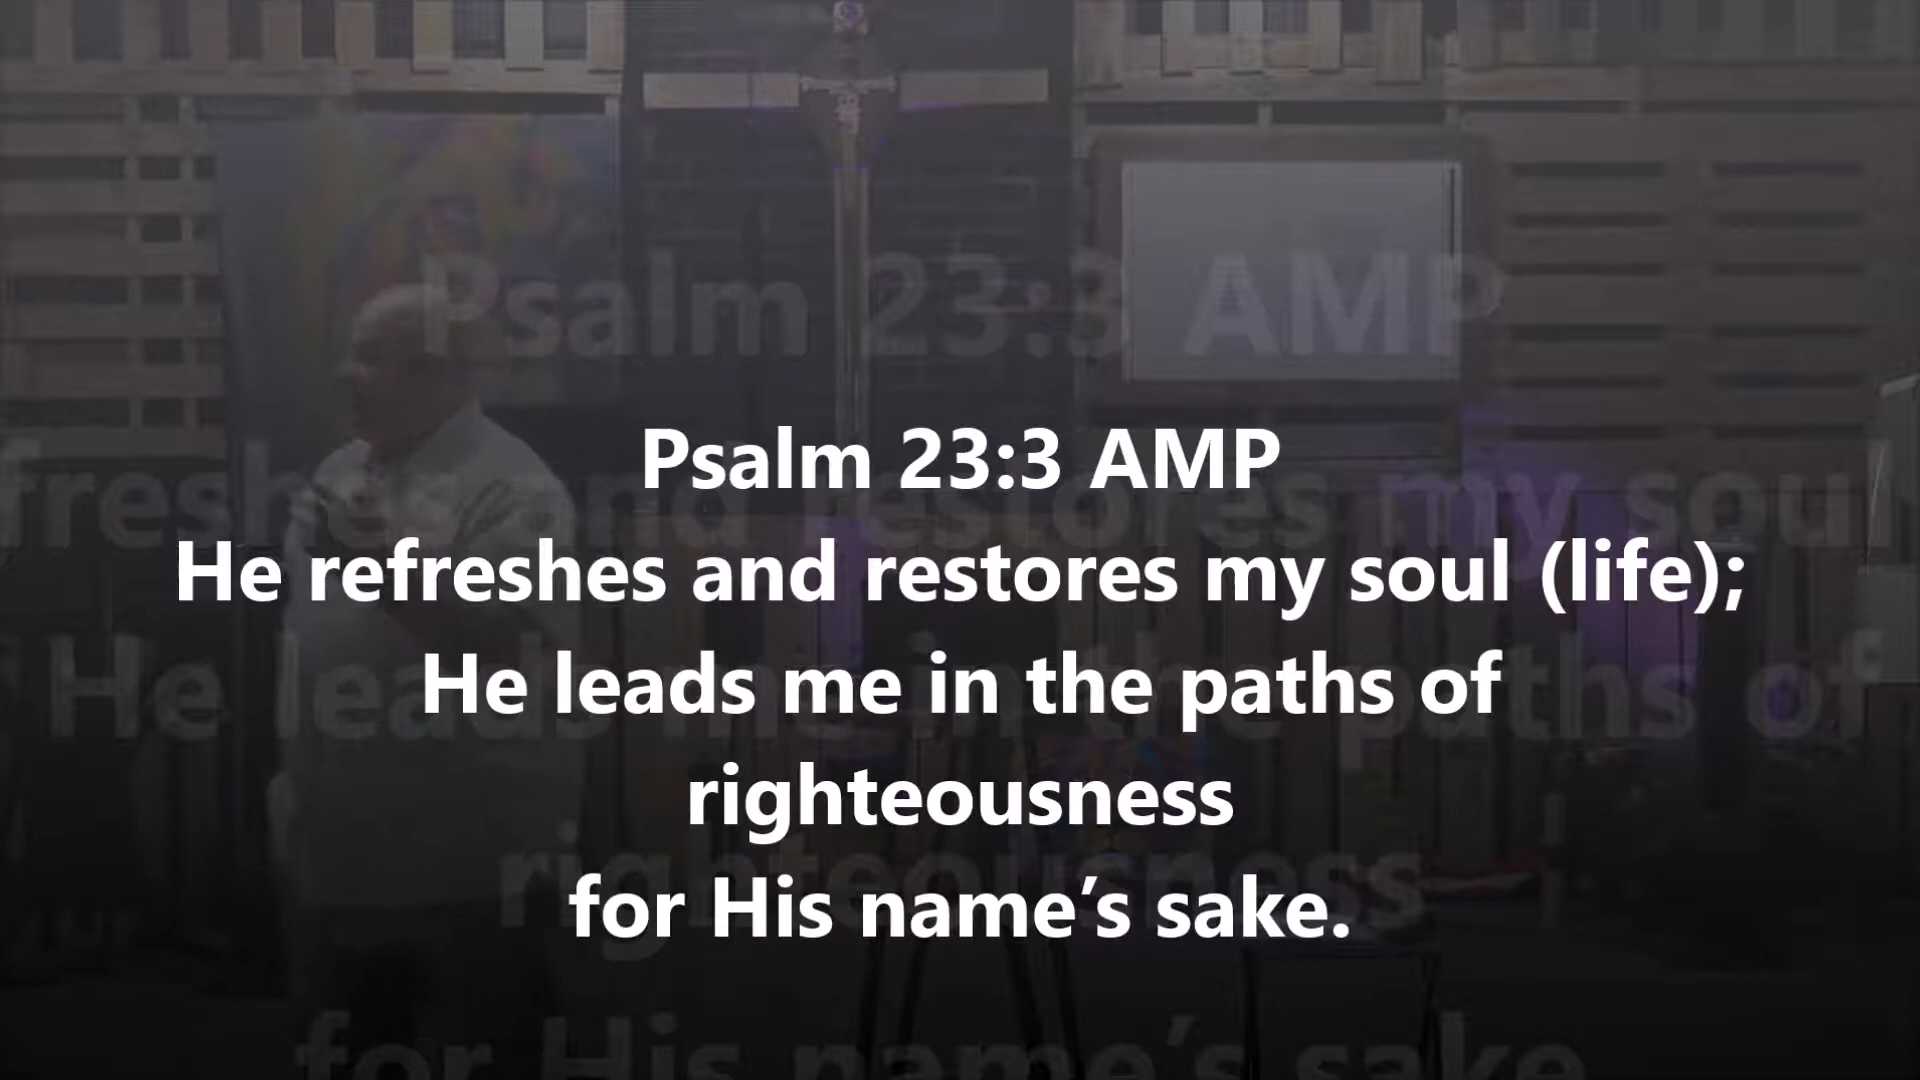 Psalm 23:3 AMP
He refreshes and restores my soul (life);
He leads me in the paths of
righteousness
for His name’s sake.